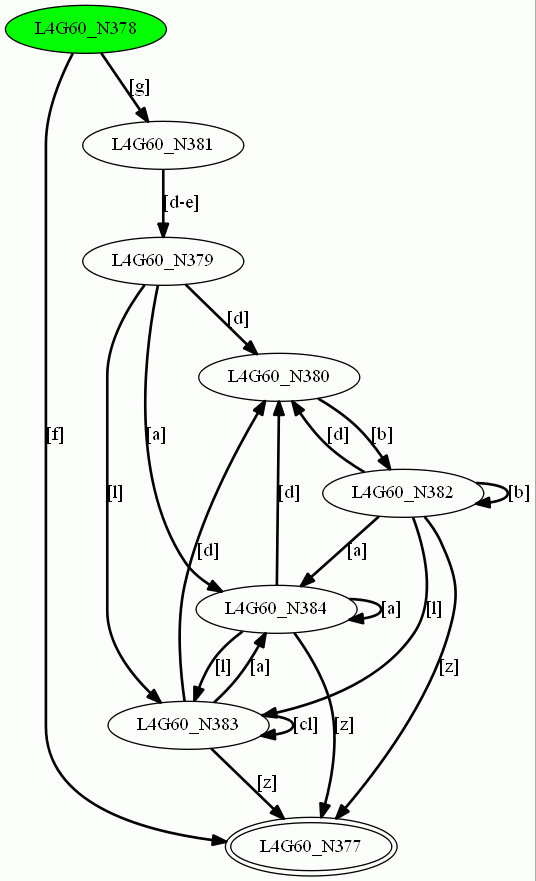 L4G60_N378
[g]
L4G60_N381
[d-e]
L4G60_N379
[d]
L4G60_N380
[f]
[a]
[d]
[b]
[l]
L4G60_N382
[b]
[d]
[d]
[a]
L4G60_N384
[a]
[l]
[l]
[a]
[z]
L4G60_N383
[cl]
[z]
[z]
L4G60_N377